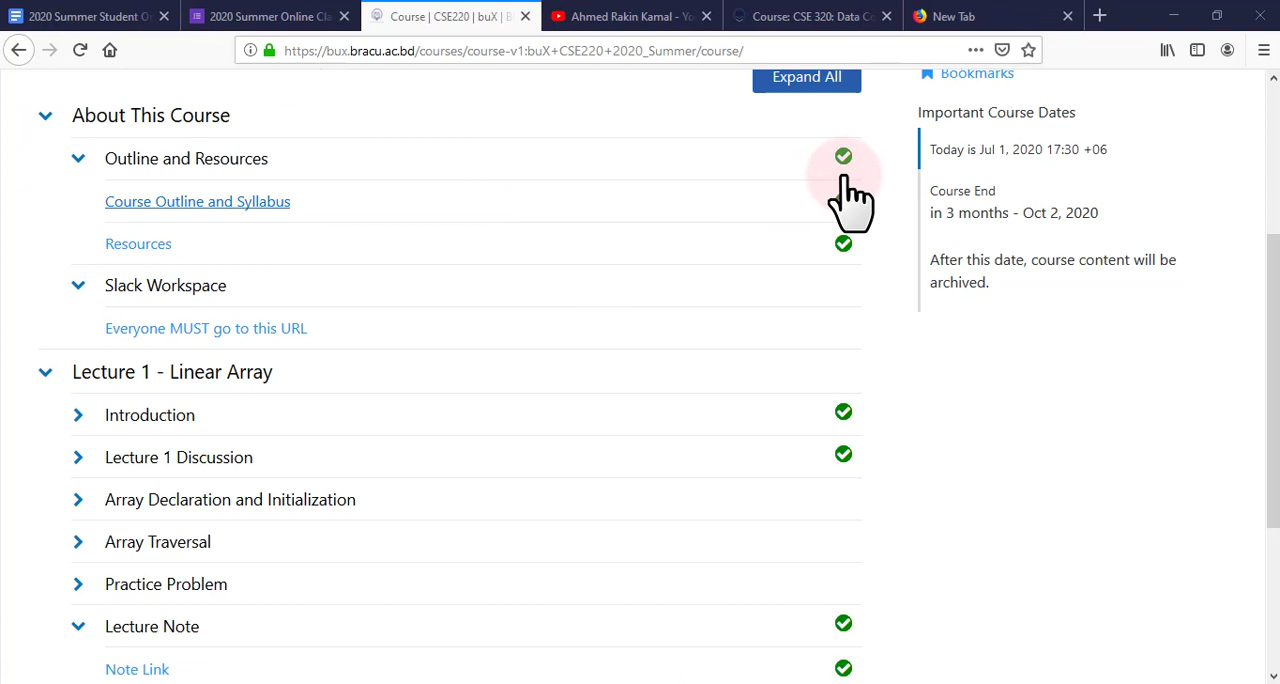 2020 Summer Student O
2020 Summer Online Cla
Course | CSE220 | buX | B
Ahmed Rakin Kamal - Yo
Course: CSE 320: Data Co
New Tab
https://bux.bracu.ac.bd/courses/course-v1:buX+CSE220+2020_Summer/course/
Expand All
Bookmarks
About This Course
Important Course Dates
Outline and Resources
Today is Jul 1, 2020 17:30 +06
Course Outline and Syllabus
Course End
in 3 months - Oct 2, 2020
Resources
After this date, course content will be
archived.
Slack Workspace
Everyone MUST go to this URL
Lecture 1 - Linear Array
Introduction
Lecture 1 Discussion
Array Declaration and Initialization
Array Traversal
Practice Problem
Lecture Note
Note Link